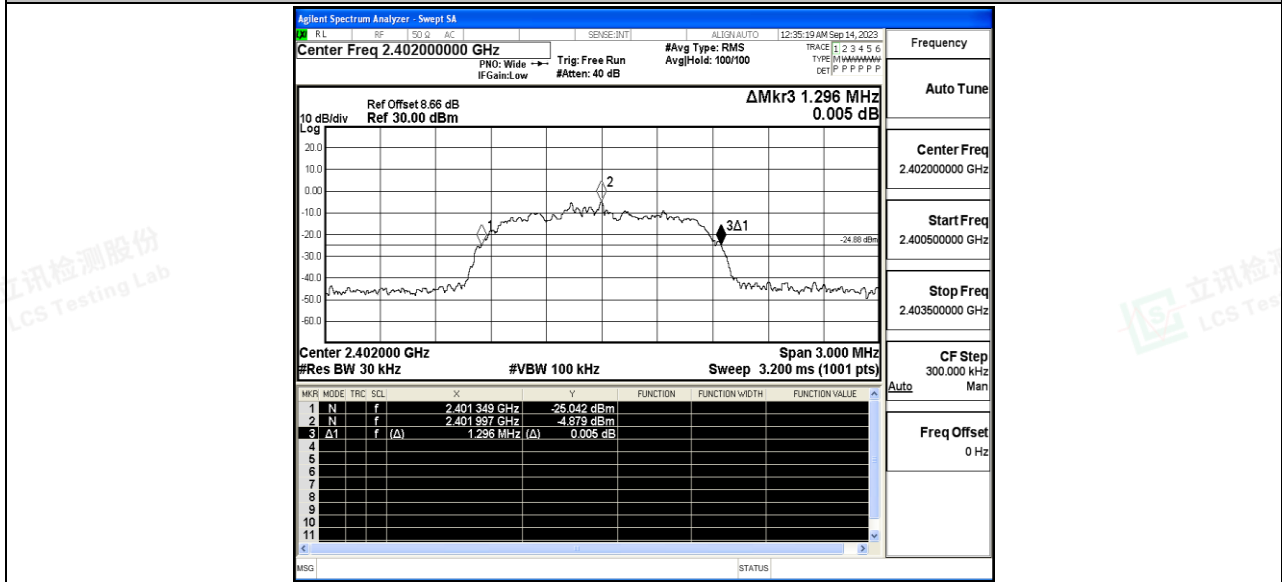 Agilent Spectrum Analyzer - Swept SA
RL RF 50 Ω AC SENSE:INT ALIGN AUTO 12:35:19 AM Sep 14, 2023
Center Freq 2.402000000 GHz
PNO: Wide
IFGain:Low
Trig: Free Run
#Atten: 40 dB
#Avg Type: RMS
Avg|Hold: 100/100
TRACE 1 2 3 4 5 6
TYPE MWWWWW
DET P P P P P P
Frequency
Auto Tune
Center Freq
2.402000000 GHz
Start Freq
2.400500000 GHz
Stop Freq
2.403500000 GHz
CF Step
300.000 kHz
Auto Man
Freq Offset
0 Hz
ΔMkr3 1.296 MHz
0.005 dB
Ref Offset 8.66 dB
10 dB/div Ref 30.00 dBm
Log
20.0
10.0
0.00
-10.0
-20.0
-30.0
-40.0
-50.0
-60.0
1
2
3Δ1
-24.88 dBm
Center 2.402000 GHz Span 3.000 MHz
#Res BW 30 kHz #VBW 100 kHz Sweep 3.200 ms (1001 pts)
MKR MODE TRC SCL X Y FUNCTION FUNCTION WIDTH FUNCTION VALUE
1 N f 2.401 349 GHz -25.042 dBm
2 N f 2.401 997 GHz -4.879 dBm
3 Δ1 f (Δ) 1.296 MHz (Δ) 0.005 dB
4
5
6
7
8
9
10
11
MSG STATUS
立讯检测股份
LCS Testing Lab
立讯检
LCS Tes